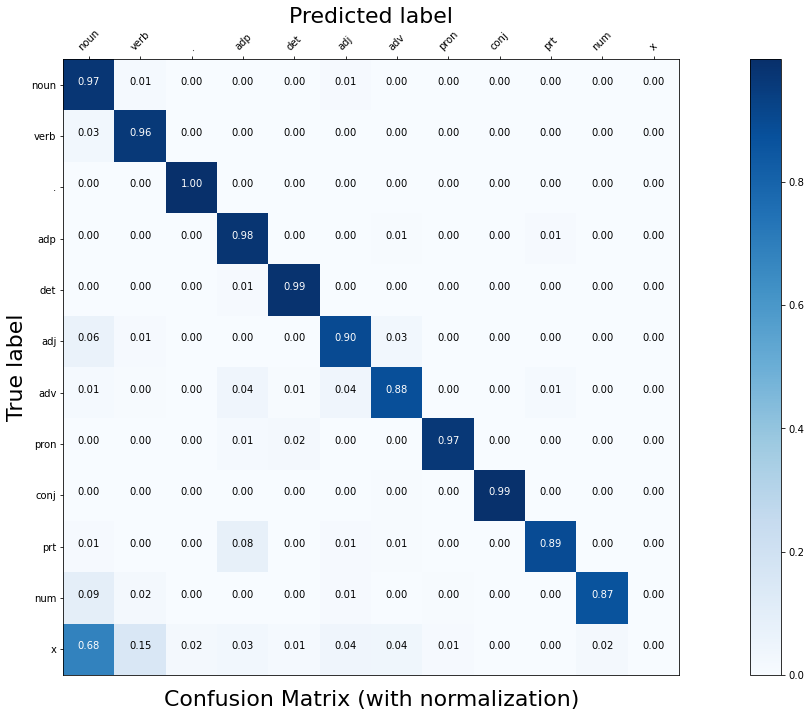 Predicted label
noun verb . adp det adj adv pron conj prt num x
noun 0.97 0.01 0.00 0.00 0.00 0.01 0.00 0.00 0.00 0.00 0.00 0.00
verb 0.03 0.96 0.00 0.00 0.00 0.00 0.00 0.00 0.00 0.00 0.00 0.00
. 0.00 0.00 1.00 0.00 0.00 0.00 0.00 0.00 0.00 0.00 0.00 0.00
0.8
adp 0.00 0.00 0.00 0.98 0.00 0.00 0.01 0.00 0.00 0.01 0.00 0.00
det 0.00 0.00 0.00 0.01 0.99 0.00 0.00 0.00 0.00 0.00 0.00 0.00
0.6
adj 0.06 0.01 0.00 0.00 0.00 0.90 0.03 0.00 0.00 0.00 0.00 0.00
True label
adv 0.01 0.00 0.00 0.04 0.01 0.04 0.88 0.00 0.00 0.01 0.00 0.00
0.4
pron 0.00 0.00 0.00 0.01 0.02 0.00 0.00 0.97 0.00 0.00 0.00 0.00
conj 0.00 0.00 0.00 0.00 0.00 0.00 0.00 0.00 0.99 0.00 0.00 0.00
prt 0.01 0.00 0.00 0.08 0.00 0.01 0.01 0.00 0.00 0.89 0.00 0.00
0.2
num 0.09 0.02 0.00 0.00 0.00 0.01 0.00 0.00 0.00 0.00 0.87 0.00
x 0.68 0.15 0.02 0.03 0.01 0.04 0.04 0.01 0.00 0.00 0.02 0.00
0.0
Confusion Matrix (with normalization)